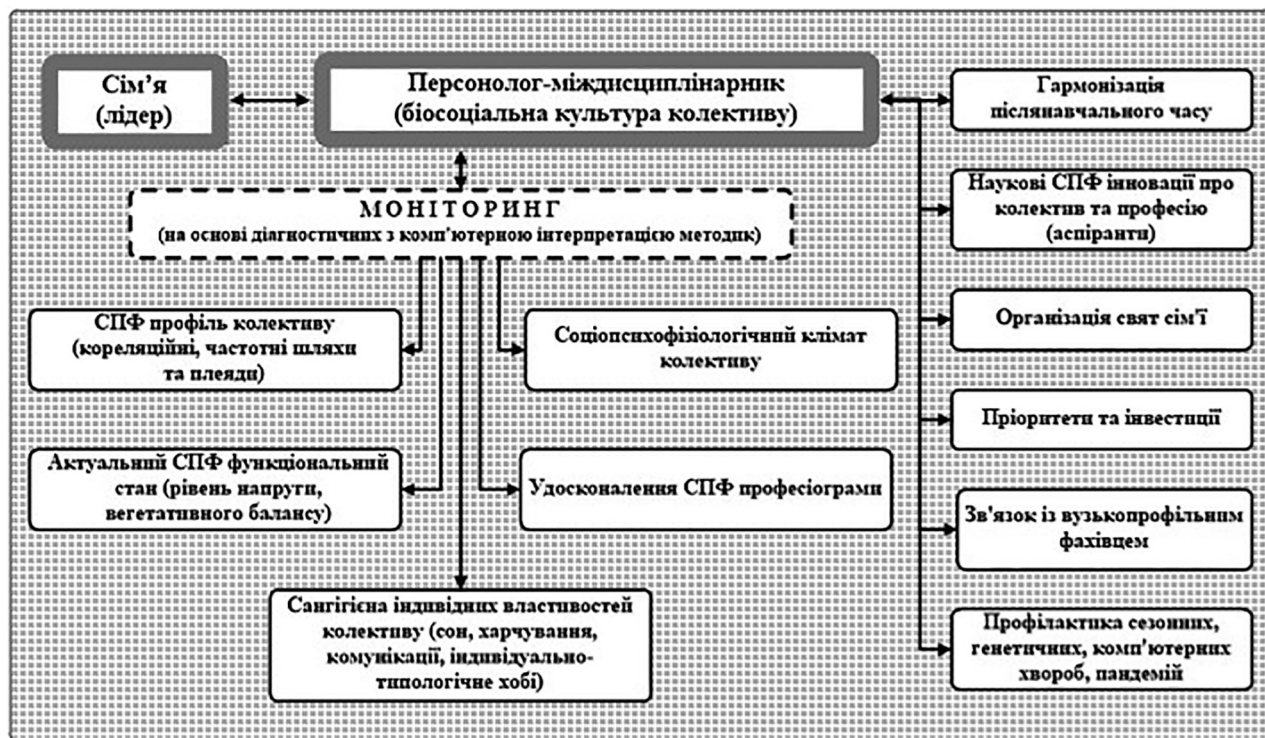 Сім’я
(лідер)
Персонолог-міждисциплінарник
(біосоціальна культура колективу)
Гармонізація
післянавчального часу
МОНІТОРИНГ
(на основі діагностичних з комп’ютерною інтерпретацією методик)
Наукові СПФ інновації про
колектив та професію
(аспіранти)
СПФ профіль колективу
(кореляційні, частотні шляхи
та плеяди)
Соціопсихофізіологічний клімат
колективу
Організація свят сім'ї
Пріоритети та інвестиції
Актуальний СПФ функціональний
стан (рівень напруги,
вегетативного балансу)
Удосконалення СПФ професіограми
Зв'язок із вузькопрофільним
фахівцем
Сангігієна індивідних властивостей
колективу (сон, харчування,
комунікації, індивідуально-
типологічне хобі)
Профілактика сезонних,
генетичних, комп’ютерних
хвороб, пандемій